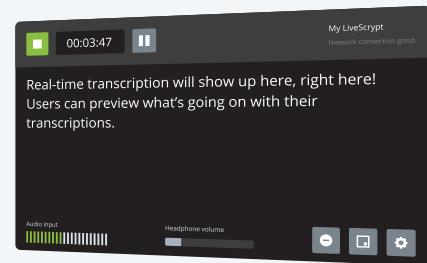 00:03:47
My LiveScrypt
Network connection good.
Real-time transcription will show up here, right here!
Users can preview what's going on with their
transcriptions.
Audio input
Headphone volume